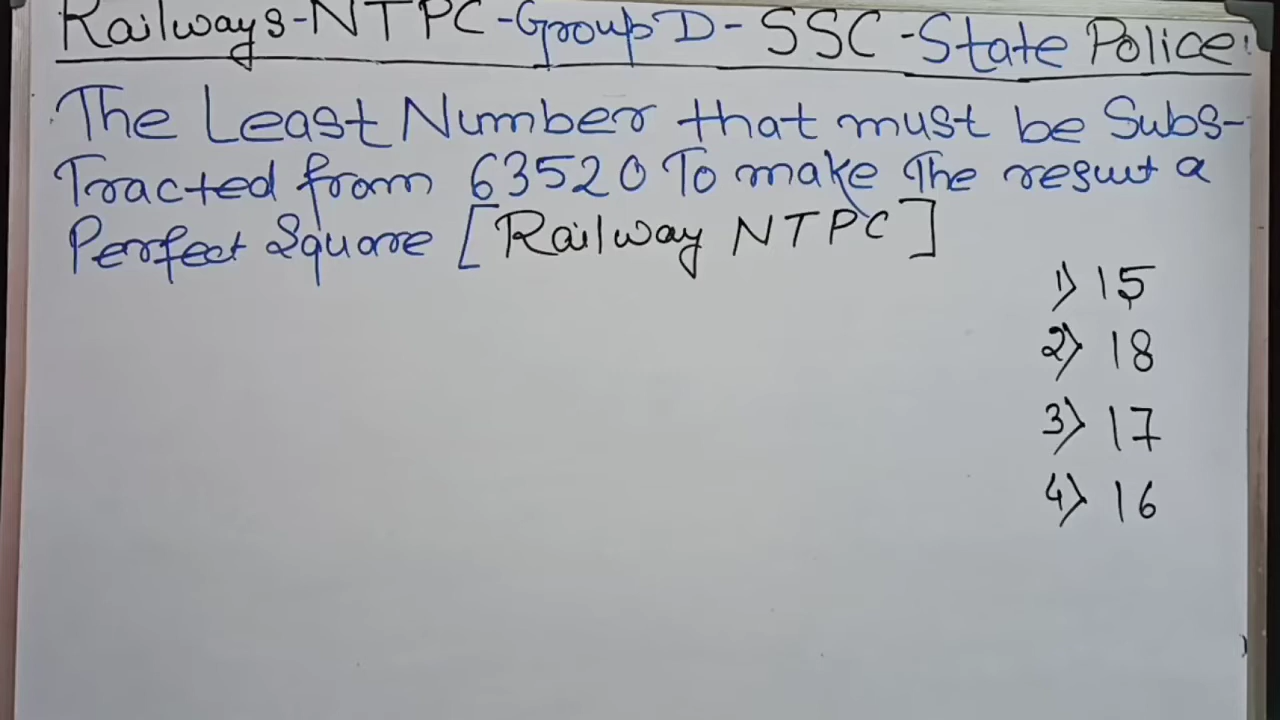 Railways-NTPC-Group D-SSC-State Police
The Least Number that must be Subs-
Tracted from 63520 To make The result a
Perfect Square [Railway NTPC]
1) 15
2) 18
3) 17
4) 16